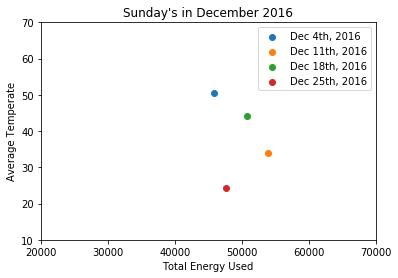 Sunday's in December 2016
Dec 4th, 2016
Dec 11th, 2016
Dec 18th, 2016
Dec 25th, 2016
Average Temperate
70
60
50
40
30
20
10
20000 30000 40000 50000 60000 70000
Total Energy Used